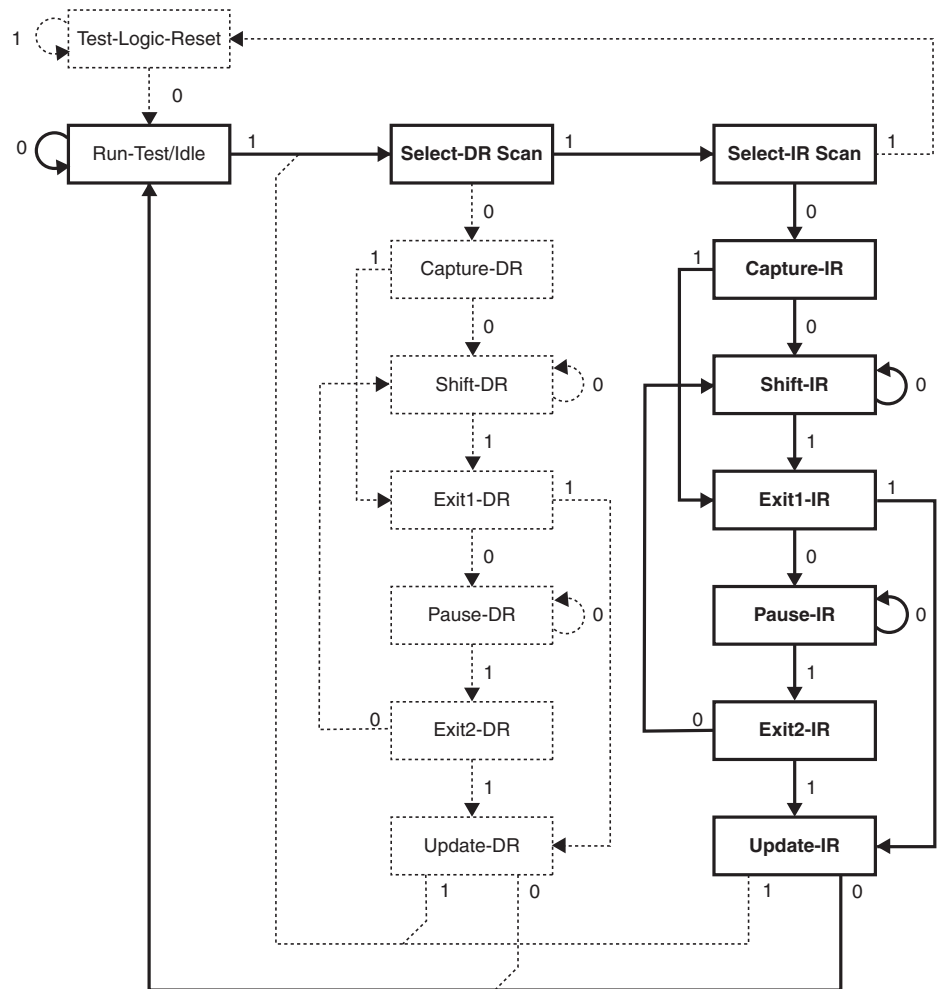 Test-Logic-Reset
1
0
Run-Test/Idle
0
1
Select-DR Scan
1
Select-IR Scan
1
0
0
1
Capture-DR
1
Capture-IR
0
0
Shift-DR
0
Shift-IR
0
1
1
Exit1-DR
1
Exit1-IR
1
0
0
Pause-DR
0
Pause-IR
0
1
1
0
Exit2-DR
0
Exit2-IR
1
1
Update-DR
Update-IR
1
0
1
0